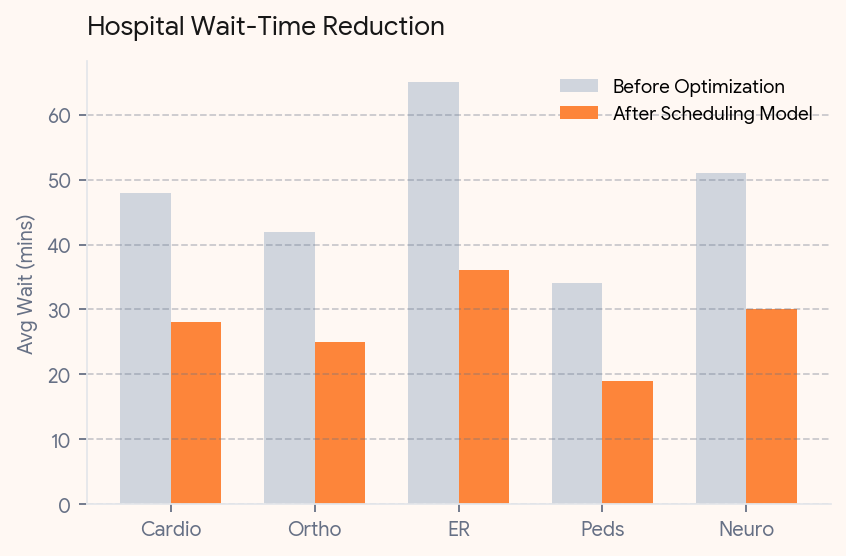 Hospital Wait-Time Reduction
Before Optimization
After Scheduling Model
Avg Wait (mins)
60
50
40
30
20
10
0
Cardio Ortho ER Peds Neuro